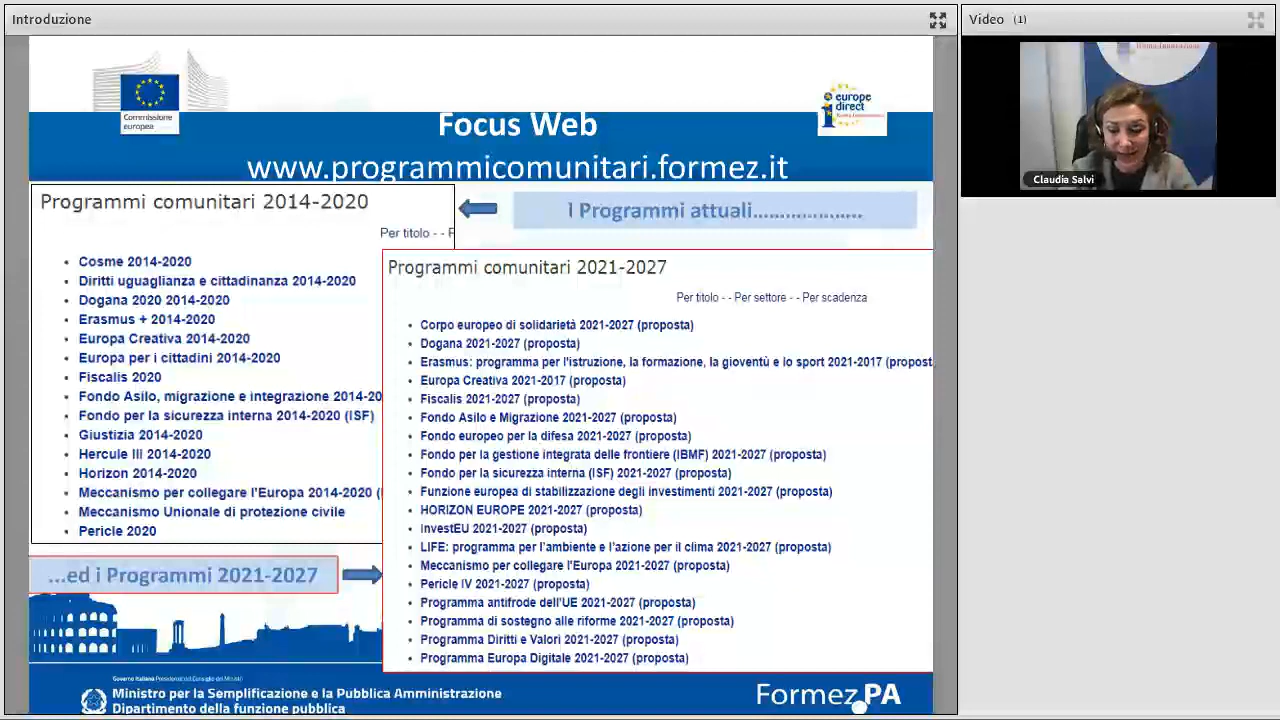 Introduzione
Video (1)
Commissione
europea
europe
direct
Focus Web
www.programmicomunitari.formez.it
Claudia Salvi
Programmi comunitari 2014-2020
I Programmi attuali.....................
Per titolo - - F
Cosme 2014-2020
Diritti uguaglianza e cittadinanza 2014-2020
Dogana 2020 2014-2020
Erasmus + 2014-2020
Europa Creativa 2014-2020
Europa per i cittadini 2014-2020
Fiscalis 2020
Fondo Asilo, migrazione e integrazione 2014-20
Fondo per la sicurezza interna 2014-2020 (ISF)
Giustizia 2014-2020
Hercule III 2014-2020
Horizon 2014-2020
Meccanismo per collegare l'Europa 2014-2020 (
Meccanismo Unionale di protezione civile
Pericle 2020
Programmi comunitari 2021-2027
Per titolo - - Per settore - - Per scadenza
Corpo europeo di solidarietà 2021-2027 (proposta)
Dogana 2021-2027 (proposta)
Erasmus: programma per l'istruzione, la formazione, la gioventù e lo sport 2021-2017 (propost
Europa Creativa 2021-2017 (proposta)
Fiscalis 2021-2027 (proposta)
Fondo Asilo e Migrazione 2021-2027 (proposta)
Fondo europeo per la difesa 2021-2027 (proposta)
Fondo per la gestione integrata delle frontiere (IBMF) 2021-2027 (proposta)
Fondo per la sicurezza interna (ISF) 2021-2027 (proposta)
Funzione europea di stabilizzazione degli investimenti 2021-2027 (proposta)
HORIZON EUROPE 2021-2027 (proposta)
InvestEU 2021-2027 (proposta)
LIFE: programma per l'ambiente e l'azione per il clima 2021-2027 (proposta)
Meccanismo per collegare l'Europa 2021-2027 (proposta)
Pericle IV 2021-2027 (proposta)
Programma antifrode dell'UE 2021-2027 (proposta)
Programma di sostegno alle riforme 2021-2027 (proposta)
Programma Diritti e Valori 2021-2027 (proposta)
Programma Europa Digitale 2021-2027 (proposta)
...ed i Programmi 2021-2027
Governo Italiano Presidenza del Consiglio dei Ministri
Ministro per la Semplificazione e la Pubblica Amministrazione
Dipartimento della funzione pubblica
Formez PA